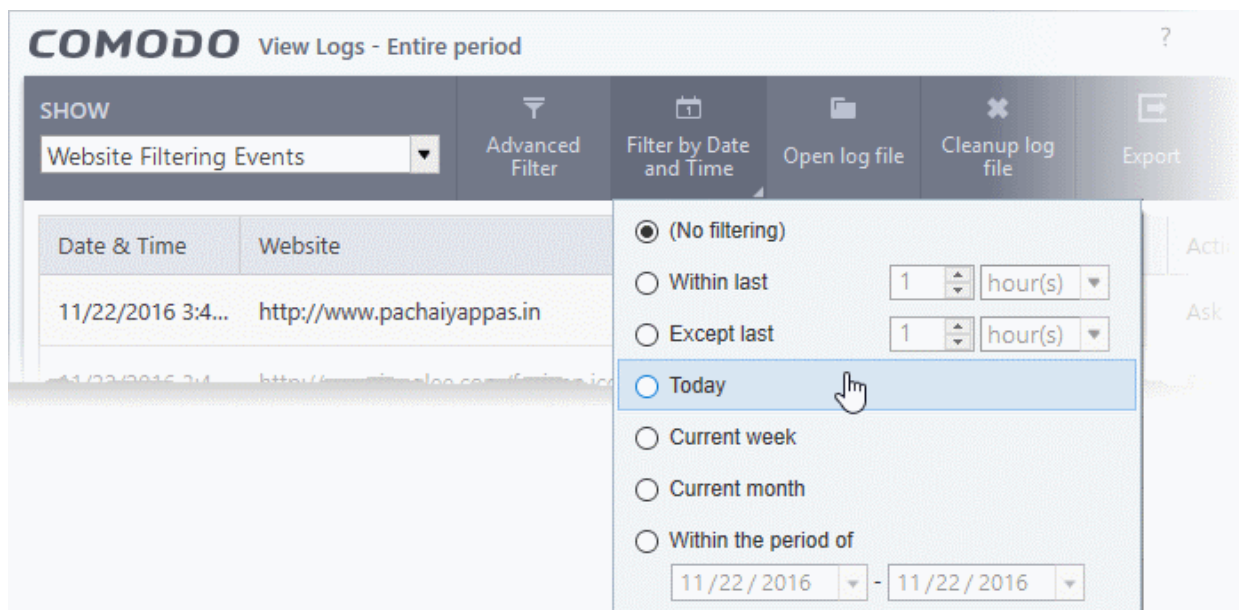 COMODO View Logs - Entire period ?
SHOW
Website Filtering Events
Advanced
Filter
Filter by Date
and Time
Open log file
Cleanup log
file
Export
Date & Time Website Acti
11/22/2016 3:4... http://www.pachaiyappas.in Ask
(No filtering)
Within last 1 hour(s)
Except last 1 hour(s)
Today
Current week
Current month
Within the period of
11/22/2016 - 11/22/2016